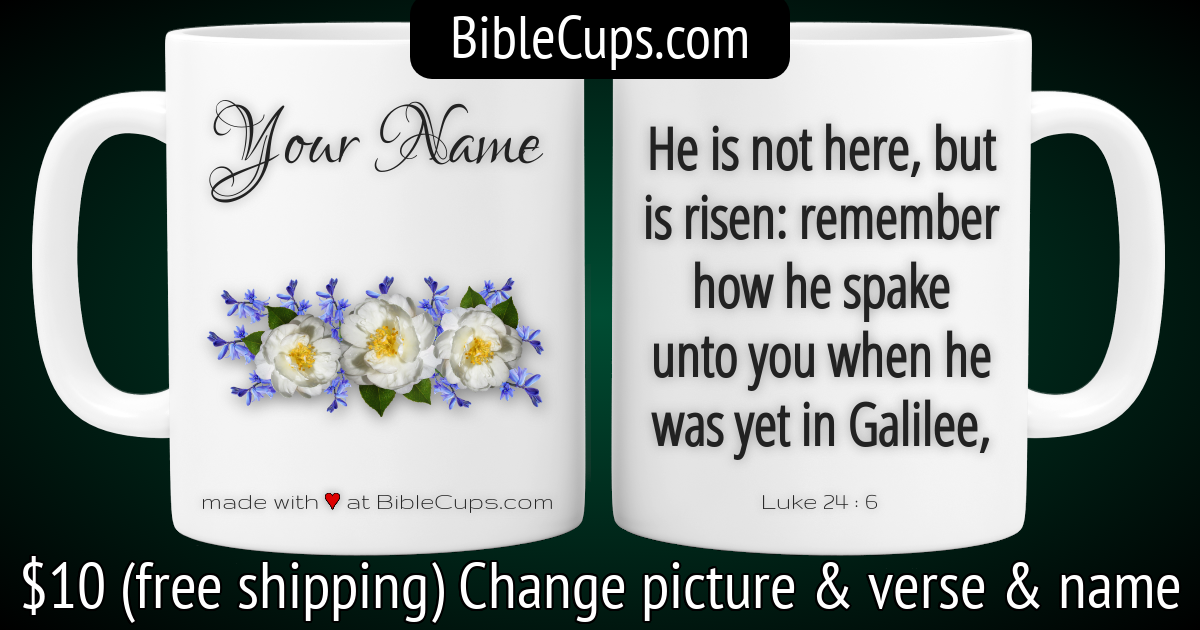 BibleCups.com
Your Name
made with ♥ at BibleCups.com
He is not here, but
is risen: remember
how he spake
unto you when he
was yet in Galilee,
Luke 24 : 6
$10 (free shipping) Change picture & verse & name